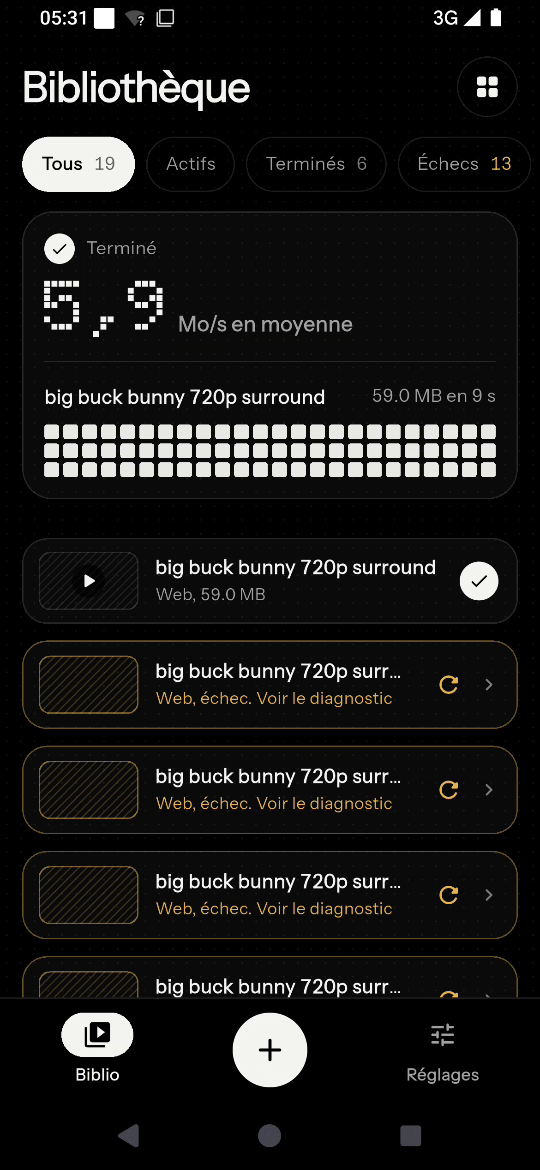 05:31
3G
Bibliothèque
Tous 19
Actifs
Terminés 6
Échecs 13
Terminé
5,9 Mo/s en moyenne
big buck bunny 720p surround 59.0 MB en 9 s
big buck bunny 720p surround
Web, 59.0 MB
big buck bunny 720p surr...
Web, échec. Voir le diagnostic
big buck bunny 720p surr...
Web, échec. Voir le diagnostic
big buck bunny 720p surr...
Web, échec. Voir le diagnostic
big buck bunny 720p surr...
Biblio
Réglages